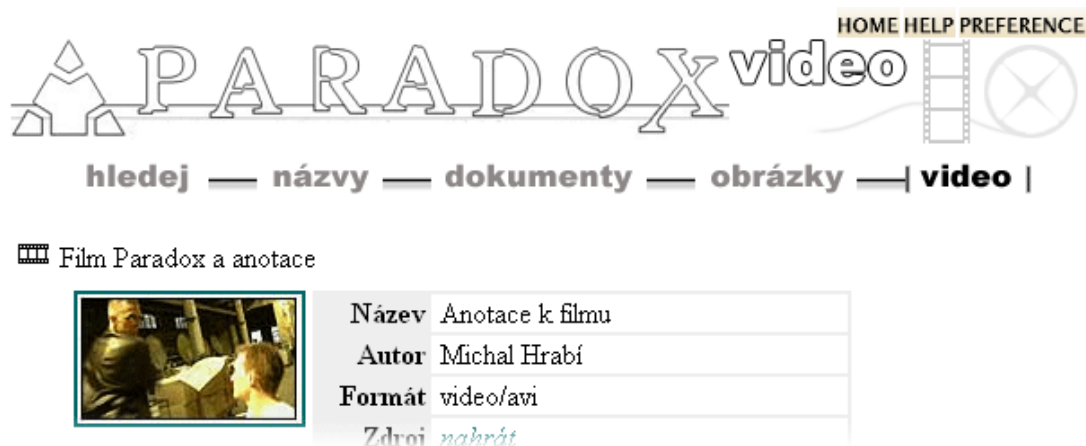 HOME HELP PREFERENCE
PARADOX video
hledej názvy dokumenty obrázky | video |
Film Paradox a anotace
Název Anotace k filmu
Autor Michal Hrabí
Formát video/avi
Zdroj nahrát